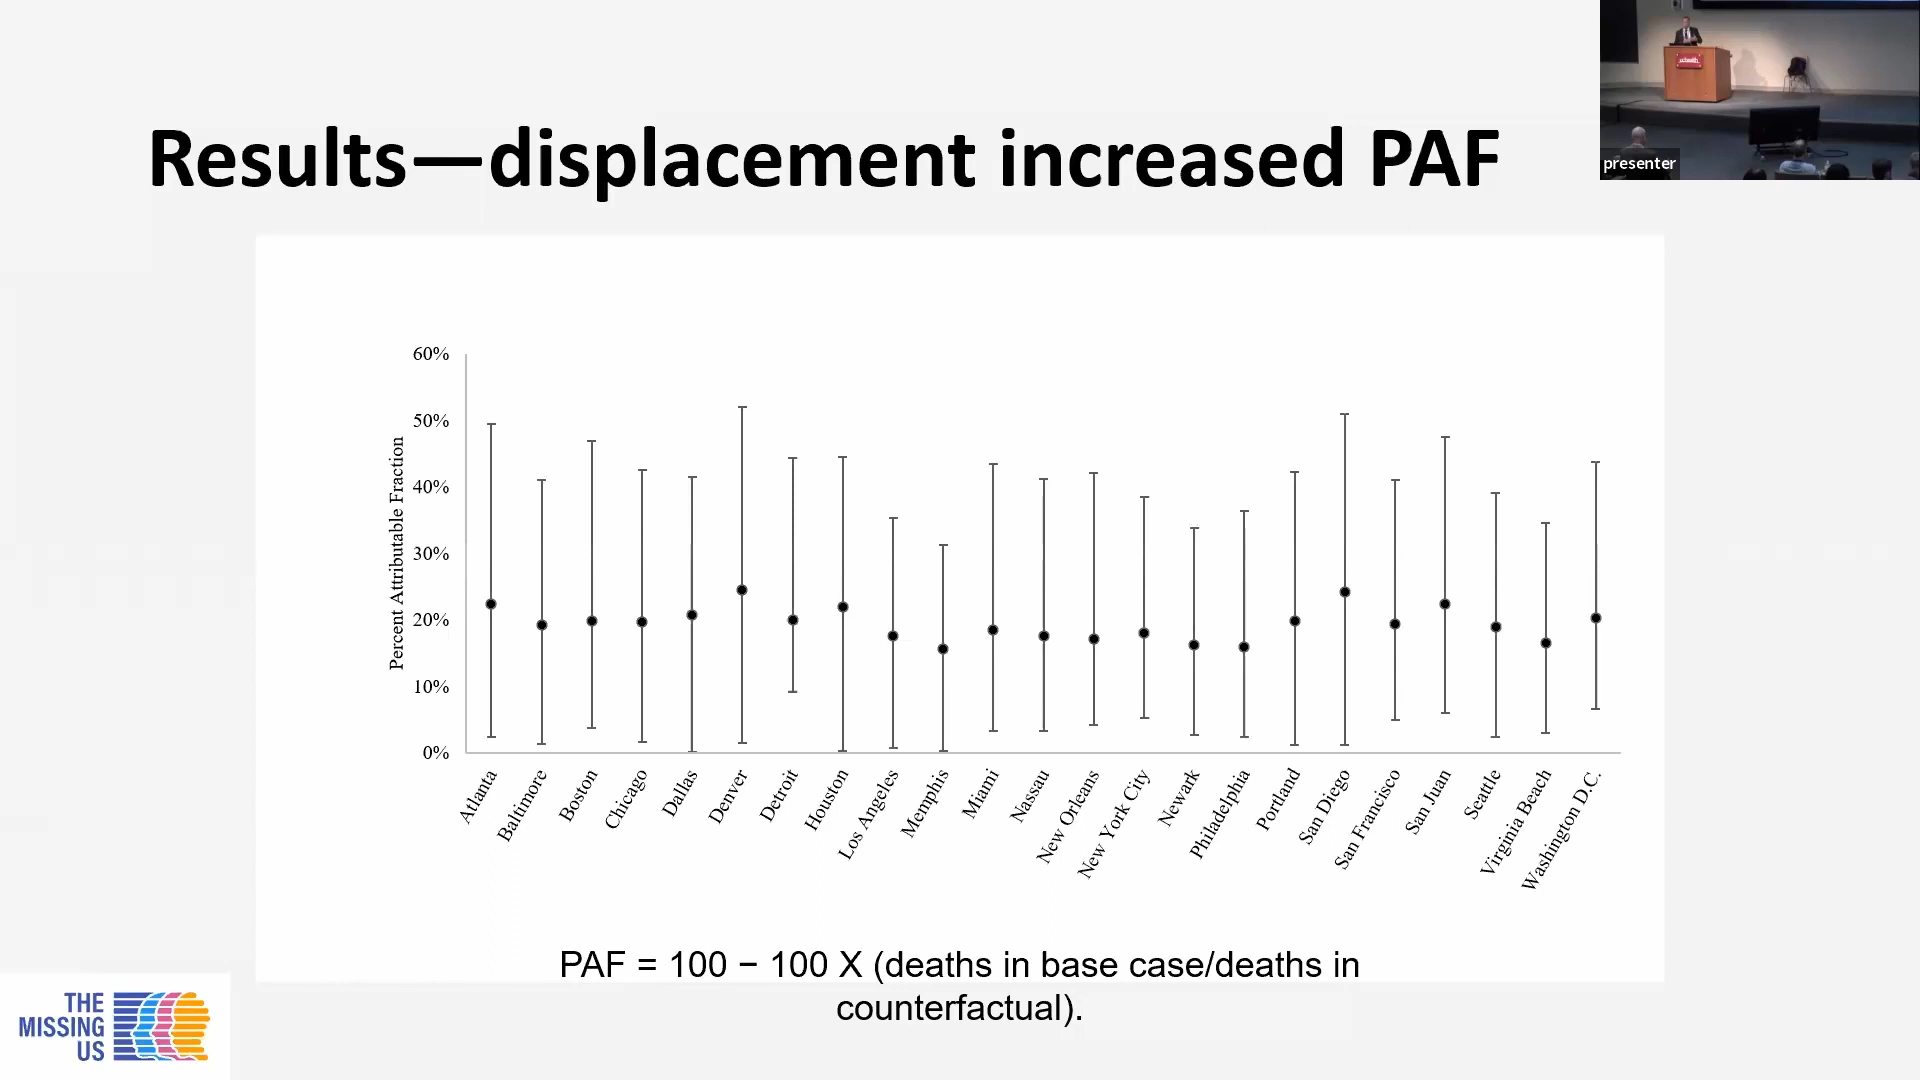 Results—displacement increased PAF
presenter
60%
50%
40%
30%
20%
10%
0%
Percent Attributable Fraction
Atlanta
Baltimore
Boston
Chicago
Dallas
Denver
Detroit
Houston
Los Angeles
Memphis
Miami
Nassau
New Orleans
New York City
Newark
Philadelphia
Portland
San Diego
San Francisco
San Juan
Seattle
Virginia Beach
Washington D.C.
PAF = 100 − 100 X (deaths in base case/deaths in
counterfactual).
THE
MISSING
US